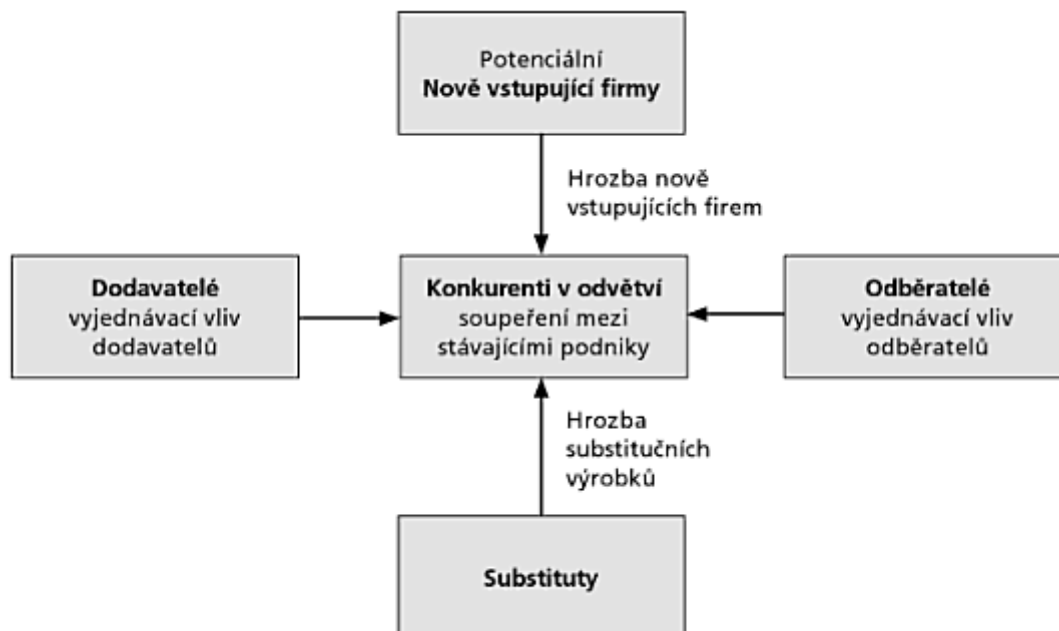 Potenciální
Nově vstupující firmy
Hrozba nově
vstupujících firem
Dodavatelé
vyjednávací vliv
dodavatelů
Konkurenti v odvětví
soupeření mezi
stávajícími podniky
Odběratelé
vyjednávací vliv
odběratelů
Hrozba
substitučních
výrobků
Substituty